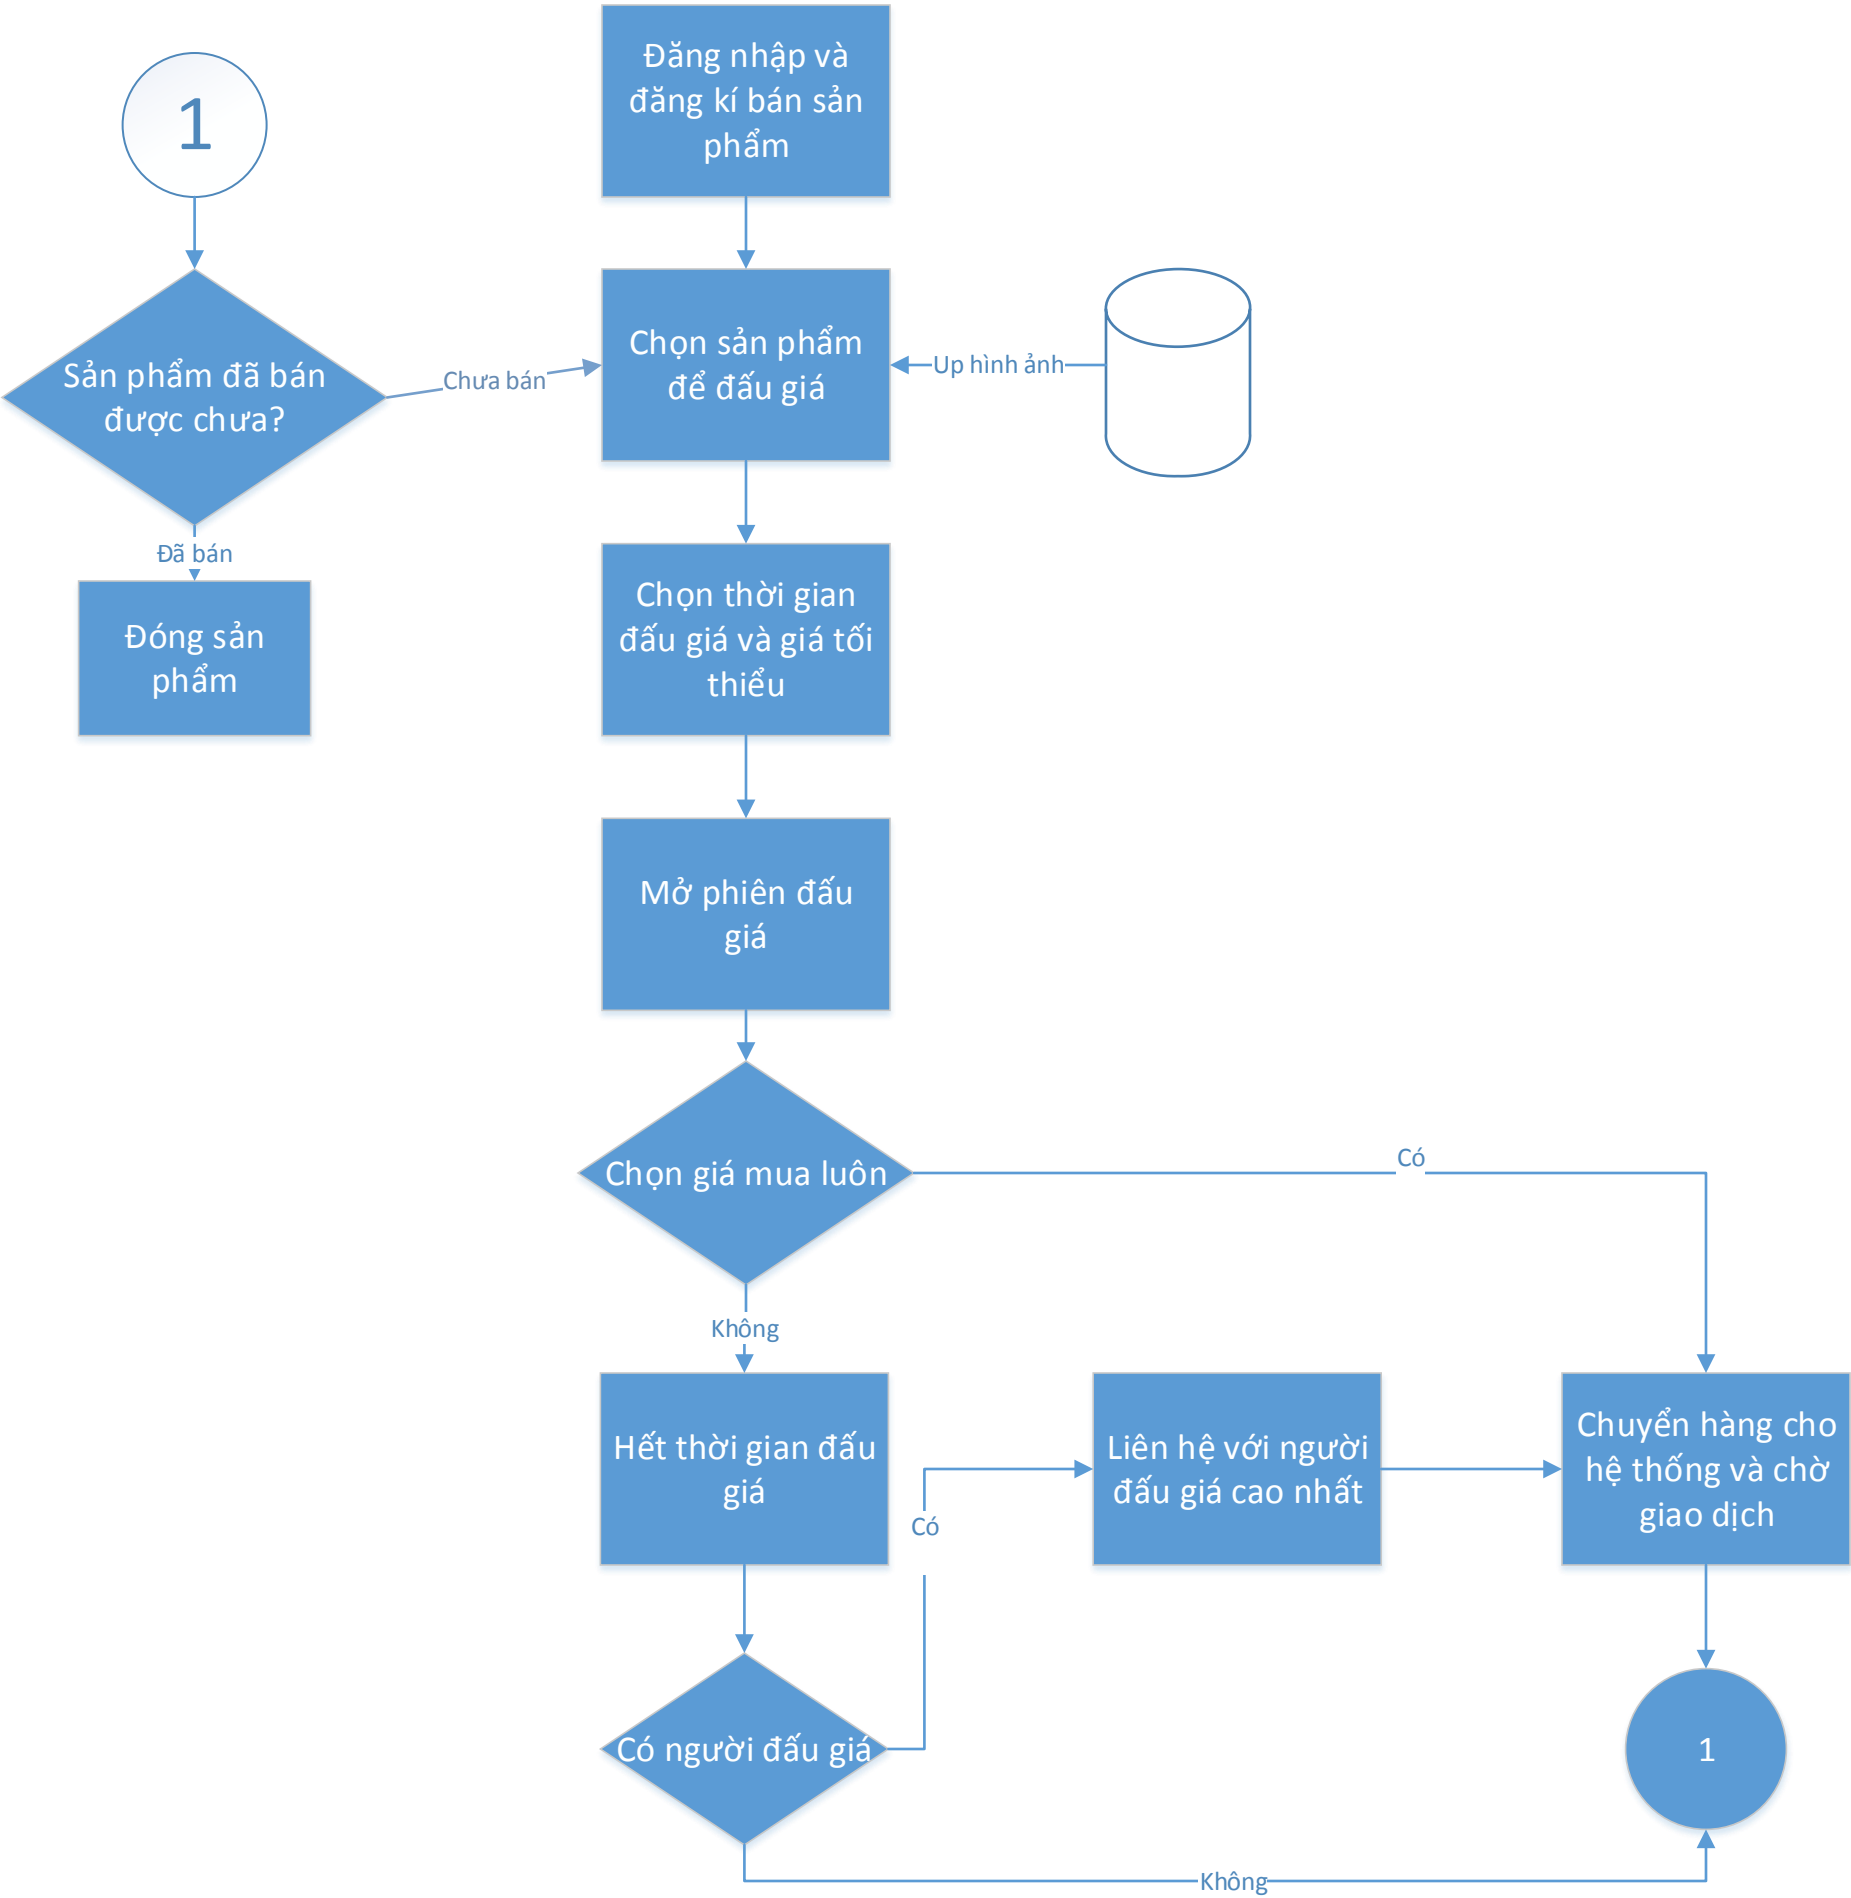 1
Đăng nhập và
đăng kí bán sản
phẩm
Sản phẩm đã bán
được chưa?
Chưa bán
Chọn sản phẩm
để đấu giá
Up hình ảnh
Đã bán
Đóng sản
phẩm
Chọn thời gian
đấu giá và giá tối
thiểu
Mở phiên đấu
giá
Chọn giá mua luôn
Có
Không
Hết thời gian đấu
giá
Có
Liên hệ với người
đấu giá cao nhất
Chuyển hàng cho
hệ thống và chờ
giao dịch
Có người đấu giá
1
Không